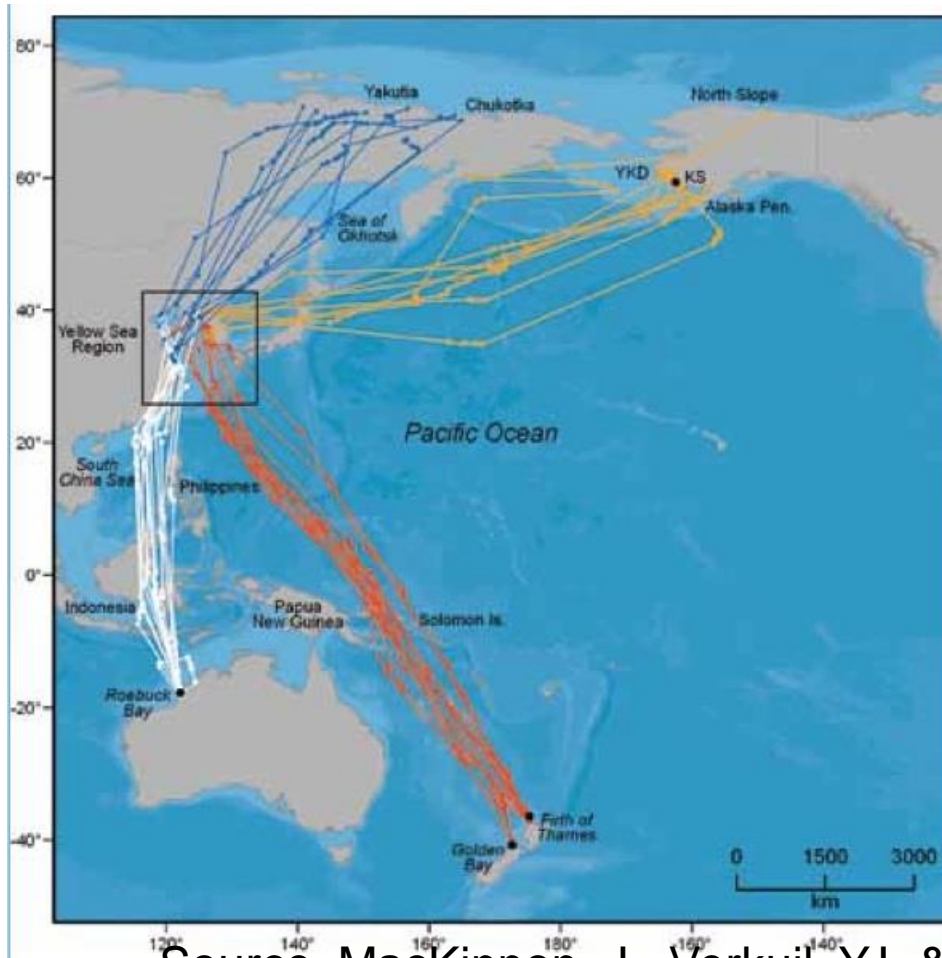 80°
Yakutia
Chukotka
North Slope
60°
YKD
KS
Alaska Pen.
Sea of
Okhotsk
40°
Yellow Sea
Region
Pacific Ocean
20°
South
China Sea
Philippines
0°
Indonesia
Papua
New Guinea
Solomon Is.
-20°
Roebuck
Bay
Firth of
Thames
-40°
Golden
Bay
0 1500 3000
km
120° 140° 160° 180° -160° -140°